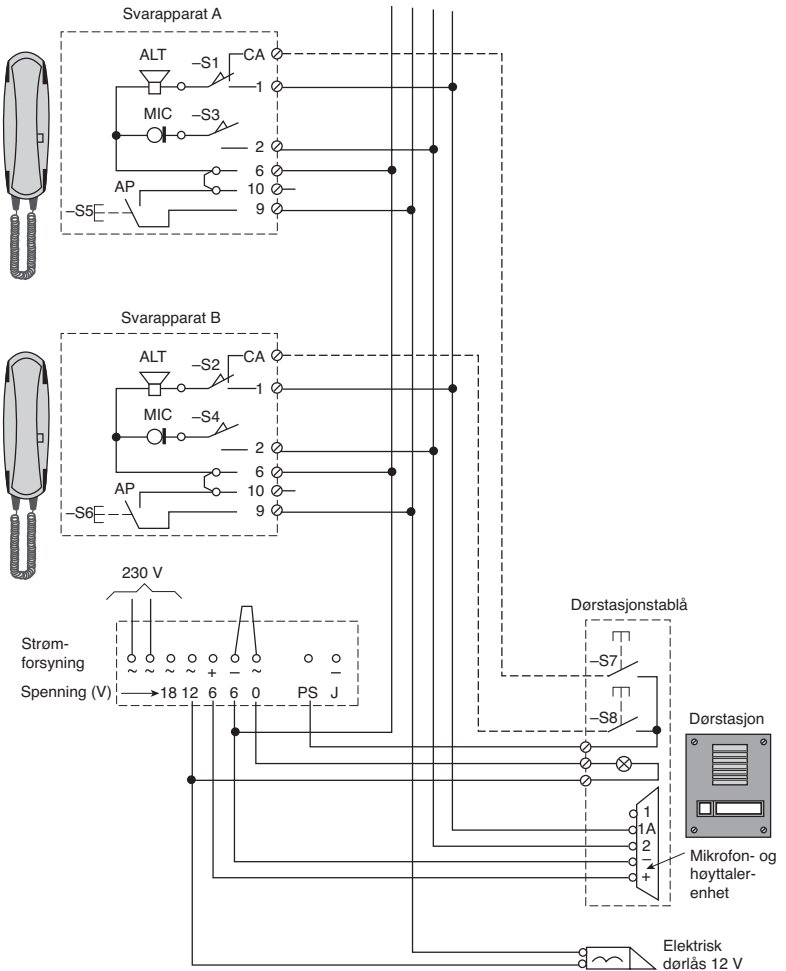 Svarapparat A
ALT
–S1
CA
1
MIC
–S3
2
6
AP
10
–S5
9
Svarapparat B
ALT
–S2
CA
1
MIC
–S4
2
6
AP
10
–S6
9
230 V
Strøm-
forsyning
~ ~ ~ ~ + – ~ –
Spenning (V)
18 12 6 6 0 PS J
Dørstasjonstablå
–S7
–S8
Dørstasjon
1
1A
2
–
+
Mikrofon- og
høyttaler-
enhet
Elektrisk
dørlås 12 V